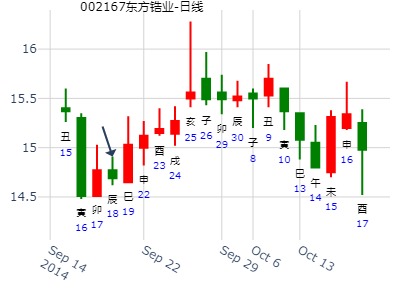 002167东方锆业-日线
16
15.5
15
14.5
丑
15
寅
16
卯
17
辰
18
巳
19
申
22
酉
23
戌
24
亥
25
子
26
卯
29
辰
30
子
8
丑
9
寅
10
巳
13
午
14
未
15
申
16
酉
17
Sep 14
2014
Sep 22
Sep 29
Oct 6
Oct 13